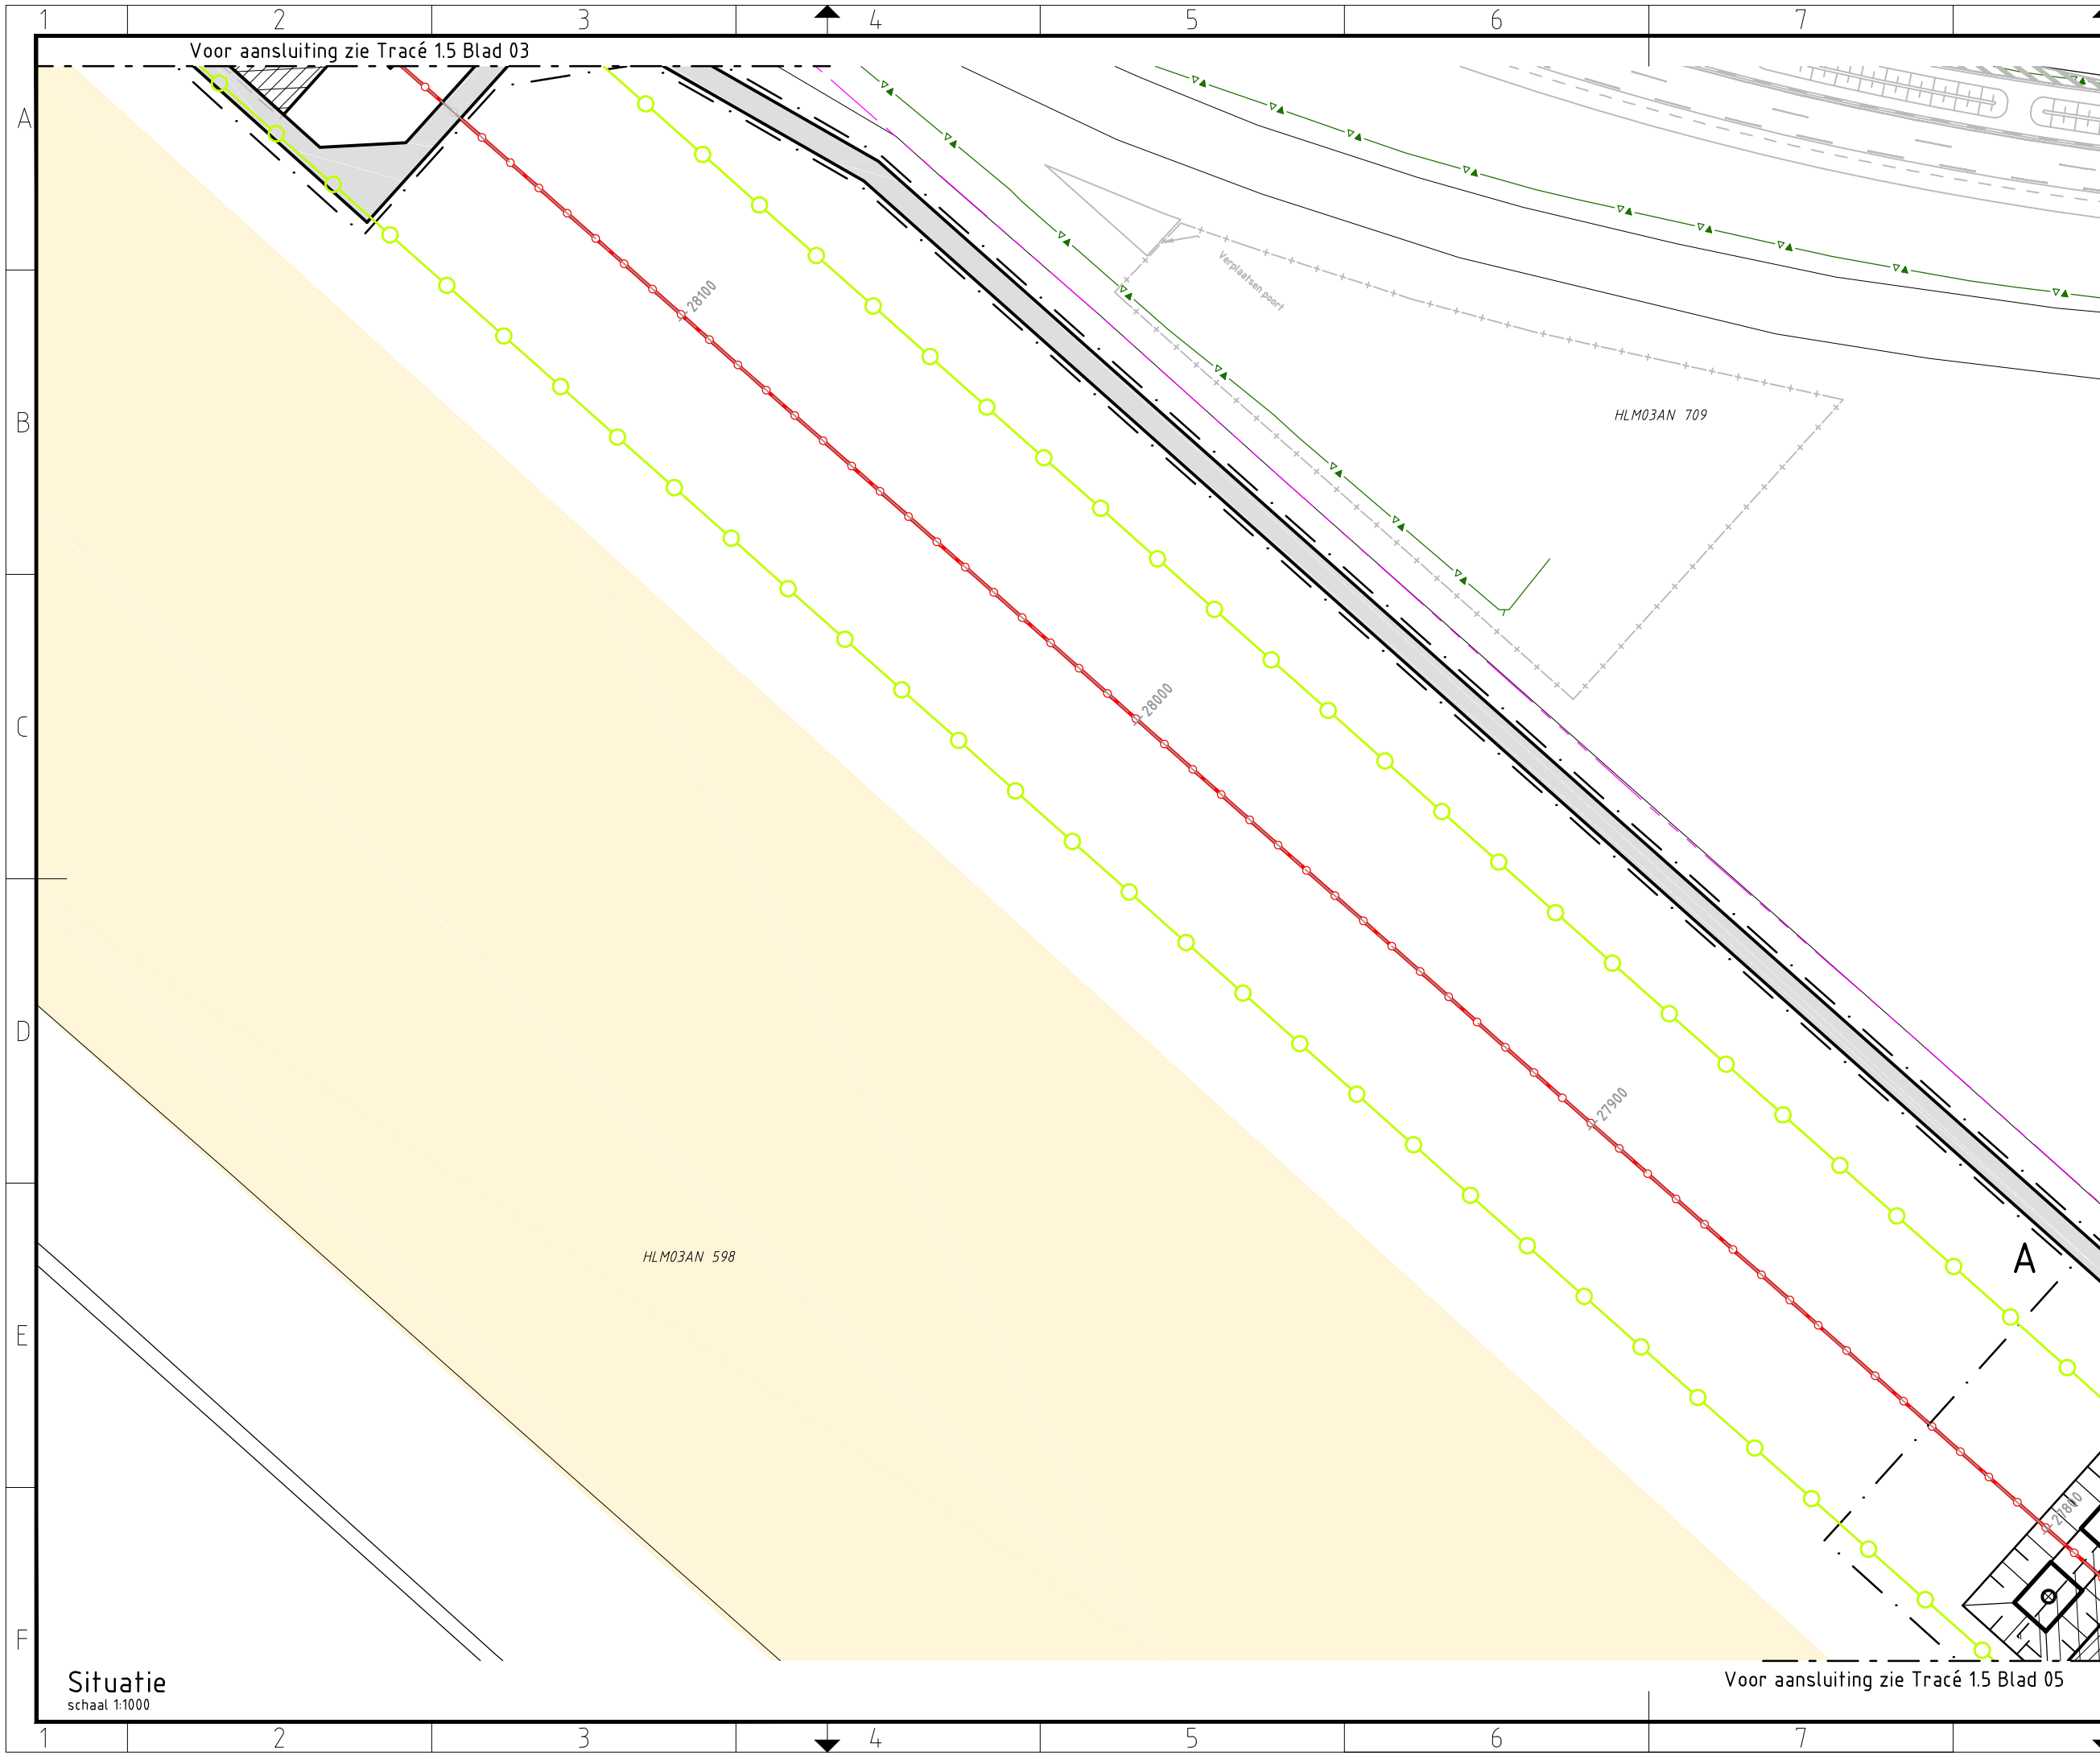 1 2 3 4 5 6 7
Voor aansluiting zie Tracé 1.5 Blad 03
A
Verplaatsen poort
28100
B
HLM03AN 709
C
28000
D
27900
HLM03AN 598
A
E
27800
F
Situatie
schaal 1:1000
Voor aansluiting zie Tracé 1.5 Blad 05
1 2 3 4 5 6 7